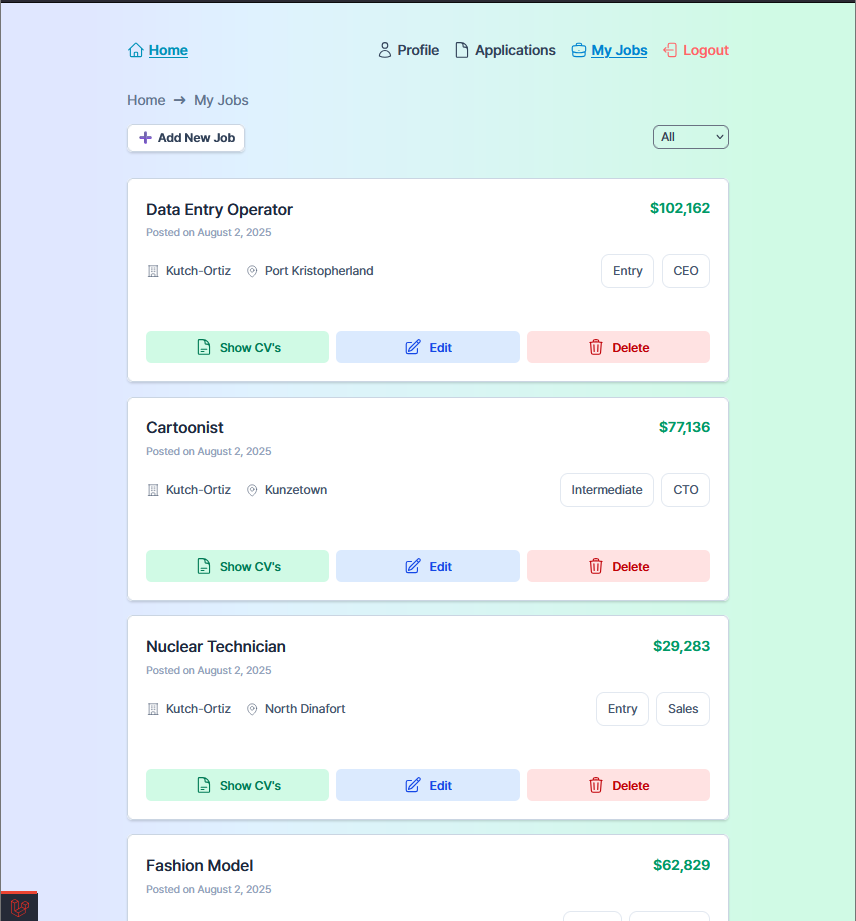 Home Profile Applications My Jobs Logout
Home → My Jobs
Add New Job All
Data Entry Operator $102,162
Posted on August 2, 2025
Kutch-Ortiz Port Kristopherland Entry CEO
Show CV's Edit Delete
Cartoonist $77,136
Posted on August 2, 2025
Kutch-Ortiz Kunzetown Intermediate CTO
Show CV's Edit Delete
Nuclear Technician $29,283
Posted on August 2, 2025
Kutch-Ortiz North Dinafort Entry Sales
Show CV's Edit Delete
Fashion Model $62,829
Posted on August 2, 2025